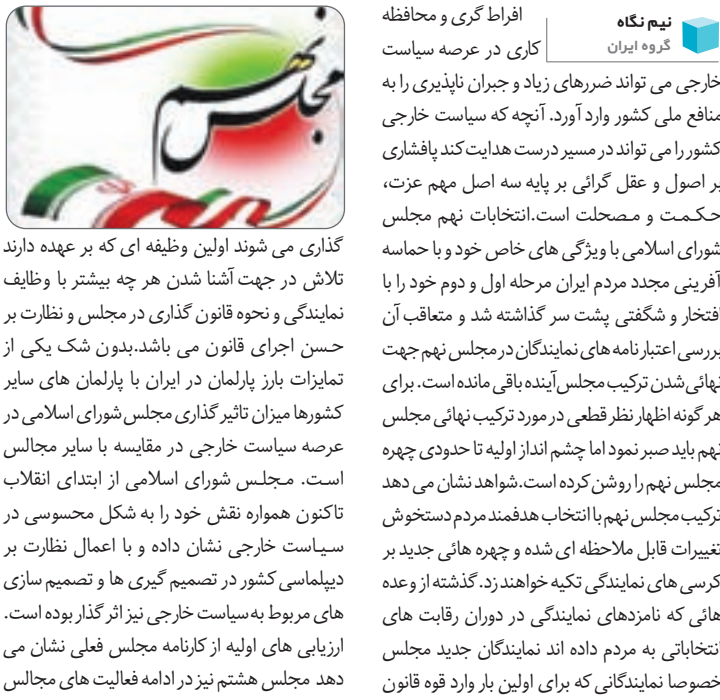 نیم نگاه
گروه ایران
افراط گری و محافظه
کاری در عرصه سیاست
خارجی می تواند ضررهای زیاد و جبران ناپذیری را به
منافع ملی کشور وارد آورد. آنچه که سیاست خارجی
کشور را می تواند در مسیر درست هدایت کند پافشاری
بر اصول و عقل گرائی بر پایه سه اصل مهم عزت،
حکمت و مصحلت است.انتخابات نهم مجلس
شورای اسلامی با ویژگی های خاص خود و با حماسه
آفرینی مجدد مردم ایران مرحله اول و دوم خود را با
افتخار و شگفتی پشت سر گذاشته شد و متعاقب آن
بررسی اعتبارنامه های نمایندگان در مجلس نهم جهت
نهائی شدن ترکیب مجلس آینده باقی مانده است. برای
هر گونه اظهار نظر قطعی در مورد ترکیب نهائی مجلس
نهم باید صبر نمود اما چشم انداز اولیه تا حدودی چهره
مجلس نهم را روشن کرده است.شواهد نشان می دهد
ترکیب مجلس نهم با انتخاب هدفمند مردم دستخوش
تغییرات قابل ملاحظه ای شده و چهره هائی جدید بر
کرسی های نمایندگی تکیه خواهند زد. گذشته از وعده
هائی که نامزدهای نمایندگی در دوران رقابت های
انتخاباتی به مردم داده اند نمایندگان جدید مجلس
خصوصا نمایندگانی که برای اولین بار وارد قوه قانون
مجلس نهم
گذاری می شوند اولین وظیفه ای که بر عهده دارند
تلاش در جهت آشنا شدن هر چه بیشتر با وظایف
نمایندگی و نحوه قانون گذاری در مجلس و نظارت بر
حسن اجرای قانون می باشد.بدون شک یکی از
تمایزات بارز پارلمان در ایران با پارلمان های سایر
کشورها میزان تاثیر گذاری مجلس شورای اسلامی در
عرصه سیاست خارجی در مقایسه با سایر مجالس
است. مجلس شورای اسلامی از ابتدای انقلاب
تاکنون همواره نقش خود را به شکل محسوسی در
سیاست خارجی نشان داده و با اعمال نظارت بر
دیپلماسی کشور در تصمیم گیری ها و تصمیم سازی
های مربوط به سیاست خارجی نیز اثر گذار بوده است.
ارزیابی های اولیه از کارنامه مجلس فعلی نشان می
دهد مجلس هشتم نیز در ادامه فعالیت های مجالس